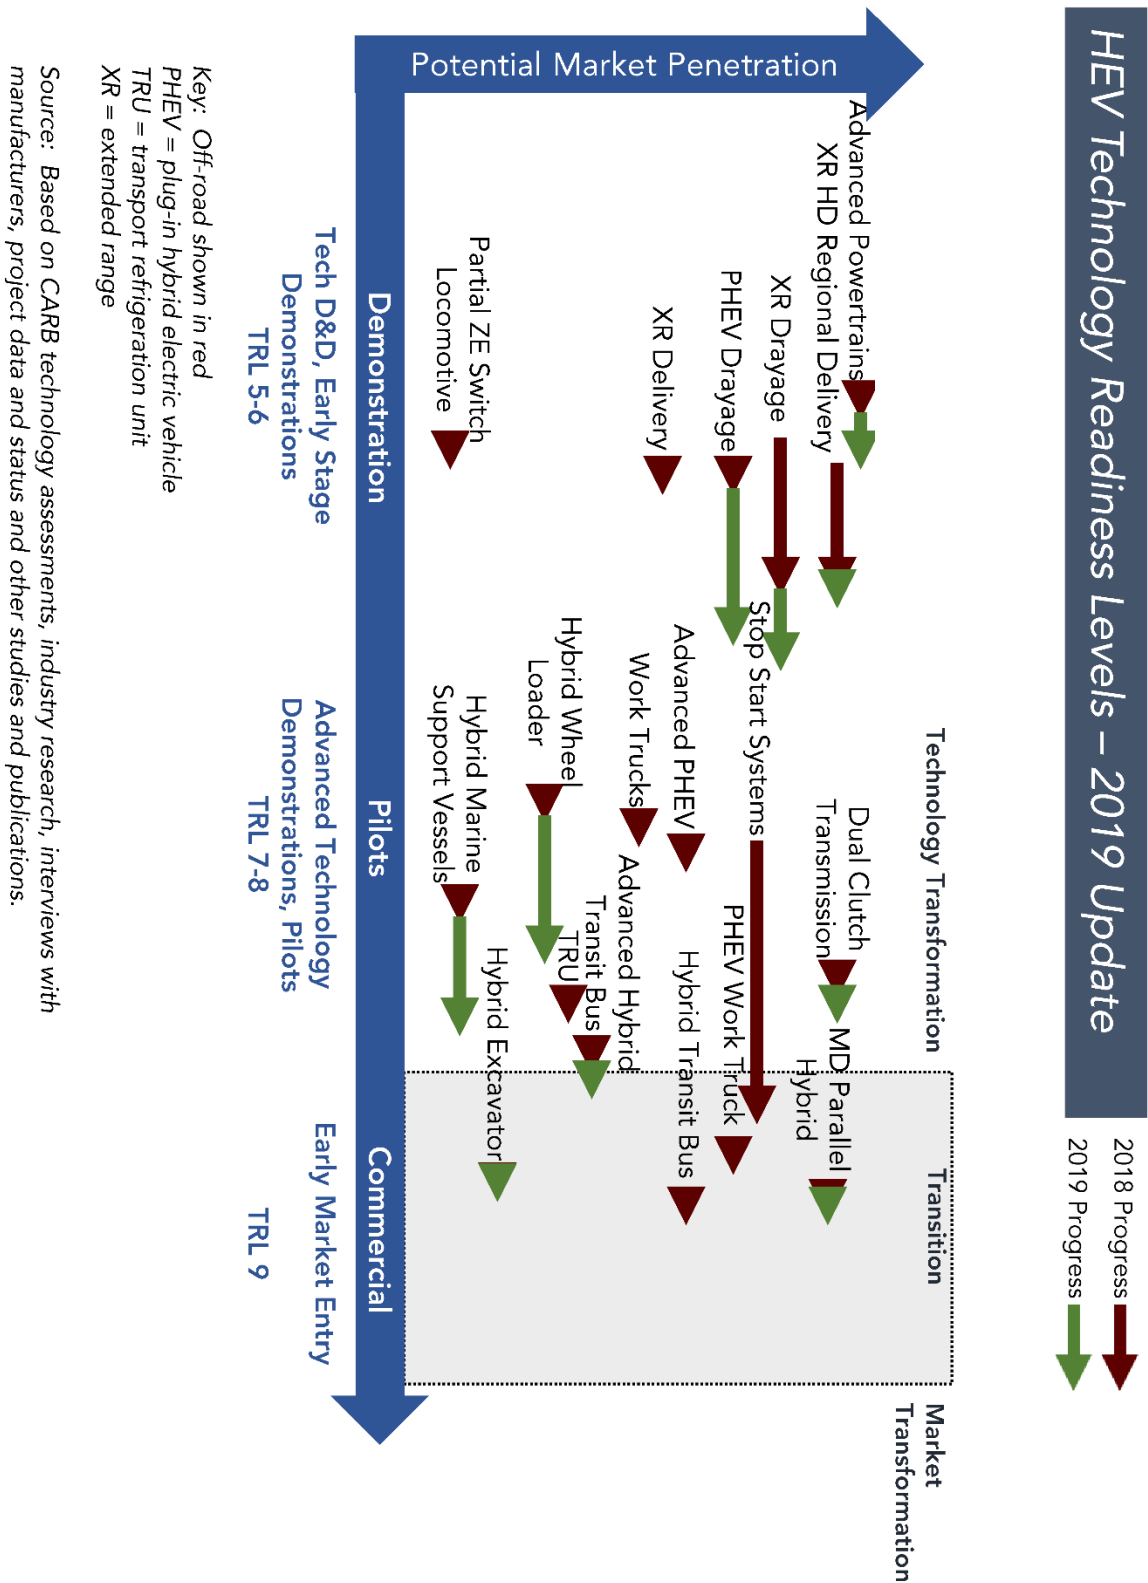 HEV Technology Readiness Levels – 2019 Update
2018 Progress
2019 Progress
Technology Transformation
Transition
Market
Transformation
Potential Market Penetration
Advanced Powertrains
XR HD Regional Delivery
XR Drayage
PHEV Drayage
XR Delivery
Partial ZE Switch
Locomotive
Dual Clutch
Transmission
Stop Start Systems
Advanced PHEV
Work Trucks
Hybrid Wheel
Loader
Hybrid Marine
Support Vessels
MD Parallel
Hybrid
PHEV Work Truck
Hybrid Transit Bus
Advanced Hybrid
Transit Bus
TRU
Hybrid Excavator
Demonstration
Pilots
Commercial
Tech D&D, Early Stage
Demonstrations
TRL 5-6
Advanced Technology
Demonstrations, Pilots
TRL 7-8
Early Market Entry
TRL 9
Key: Off-road shown in red
PHEV = plug-in hybrid electric vehicle
TRU = transport refrigeration unit
XR = extended range
Source: Based on CARB technology assessments, industry research, interviews with
manufacturers, project data and status and other studies and publications.